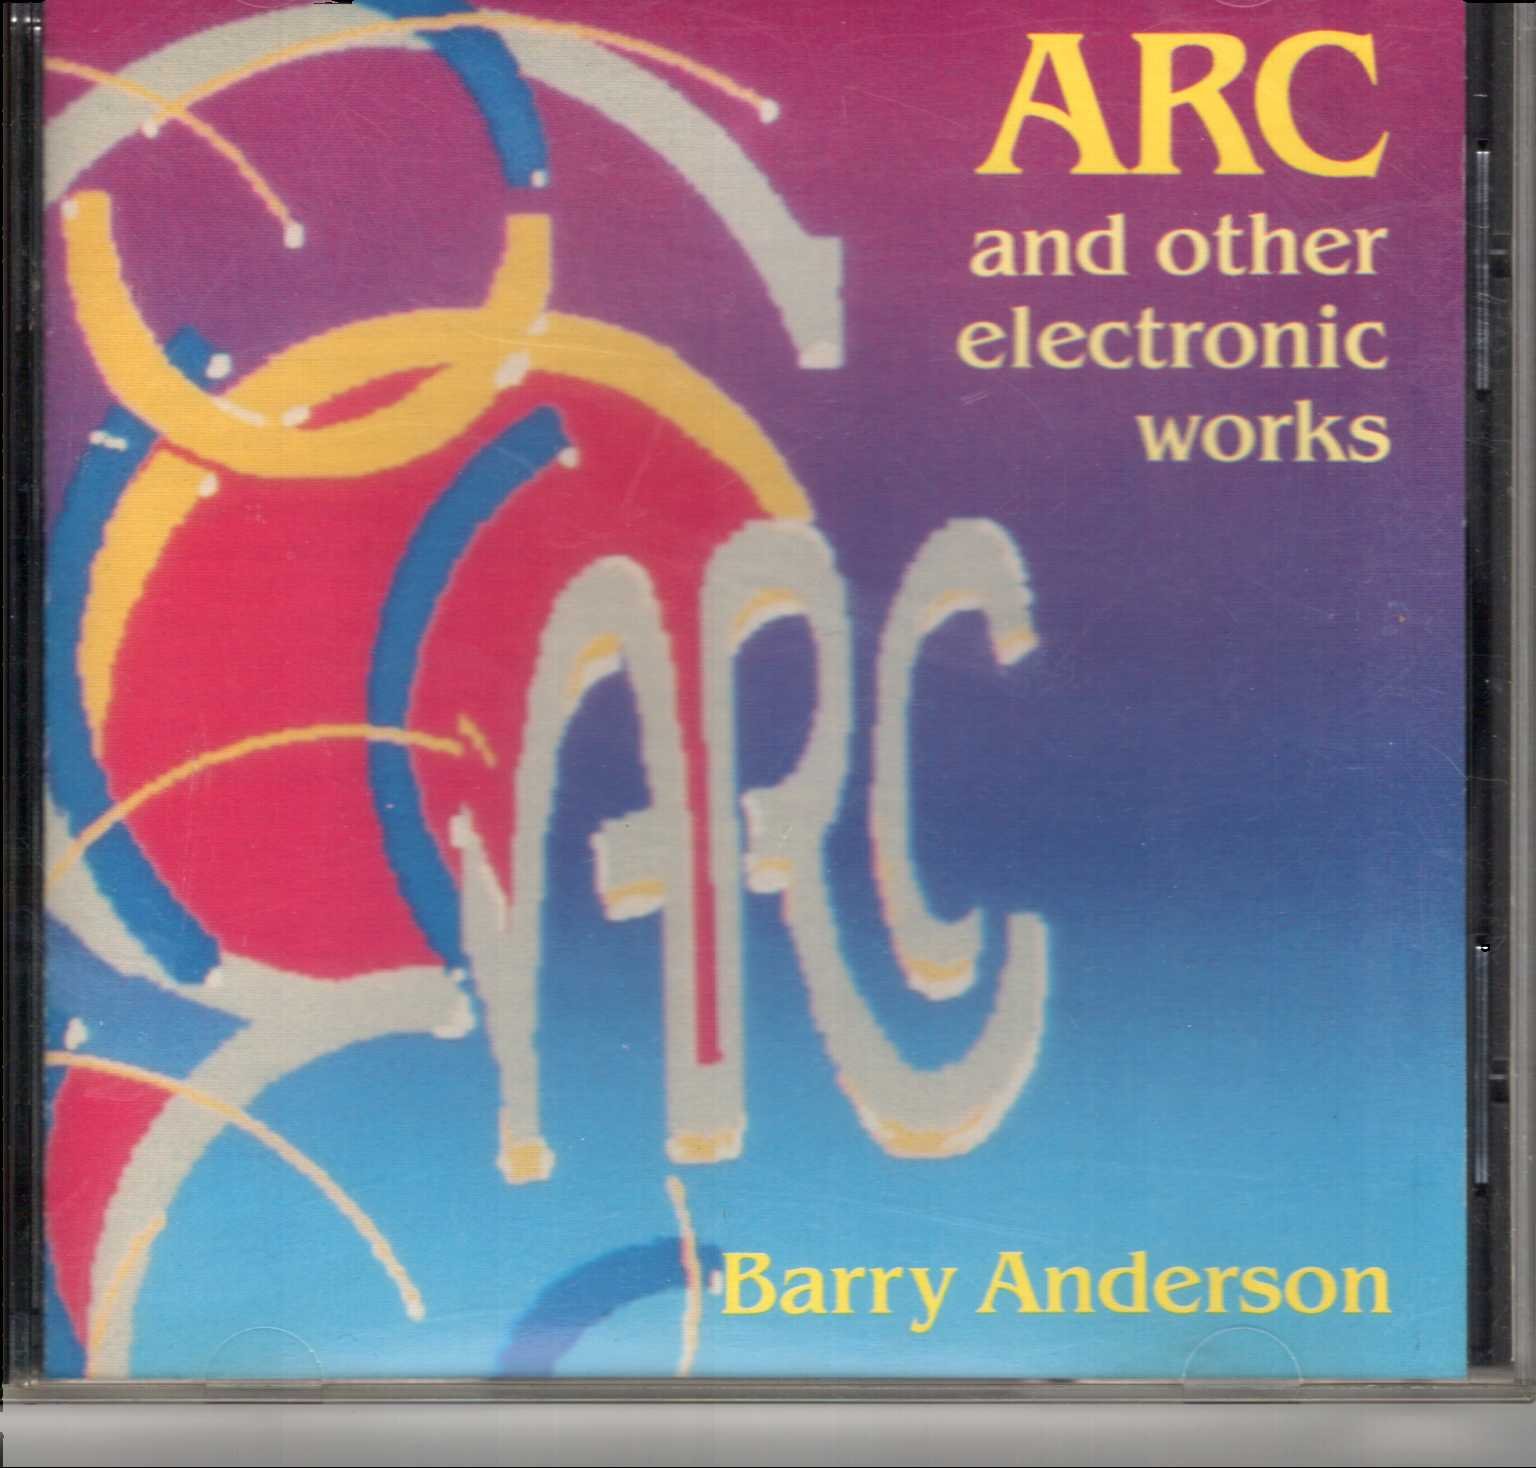 ARC
and other
electronic
works
ARC
Barry Anderson